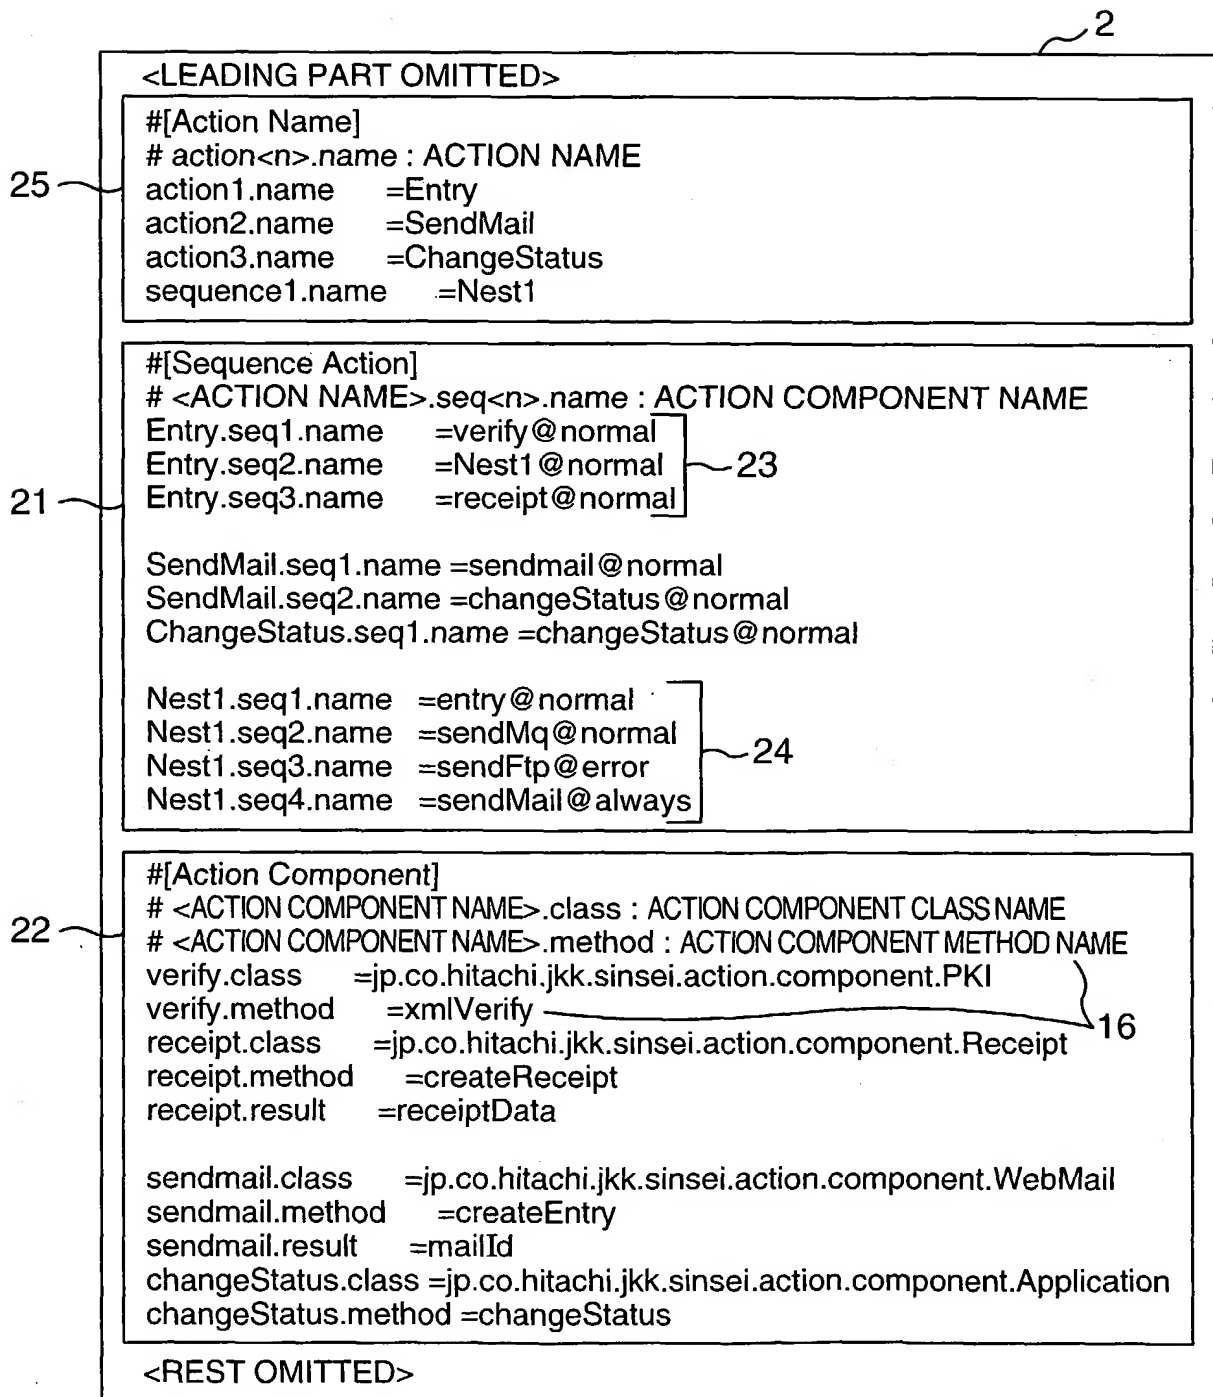 2
<LEADING PART OMITTED>
#[Action Name]
# action<n>.name : ACTION NAME
25
action1.name =Entry
action2.name =SendMail
action3.name =ChangeStatus
sequence1.name =Nest1
#[Sequence Action]
# <ACTION NAME>.seq<n>.name : ACTION COMPONENT NAME
Entry.seq1.name =verify@normal
Entry.seq2.name =Nest1@normal 23
21 Entry.seq3.name =receipt@normal
SendMail.seq1.name =sendmail@normal
SendMail.seq2.name =changeStatus@normal
ChangeStatus.seq1.name =changeStatus@normal
Nest1.seq1.name =entry@normal
Nest1.seq2.name =sendMq@normal
24
Nest1.seq3.name =sendFtp@error
Nest1.seq4.name =sendMail@always
#[Action Component]
# <ACTION COMPONENT NAME>.class : ACTION COMPONENT CLASS NAME
22 # <ACTION COMPONENT NAME>.method : ACTION COMPONENT METHOD NAME
verify.class =jp.co.hitachi.jkk.sinsei.action.component.PKI
verify.method =xmlVerify
16
receipt.class =jp.co.hitachi.jkk.sinsei.action.component.Receipt
receipt.method =createReceipt
receipt.result =receiptData
sendmail.class =jp.co.hitachi.jkk.sinsei.action.component.WebMail
sendmail.method =createEntry
sendmail.result =mailId
changeStatus.class =jp.co.hitachi.jkk.sinsei.action.component.Application
changeStatus.method =changeStatus
<REST OMITTED>